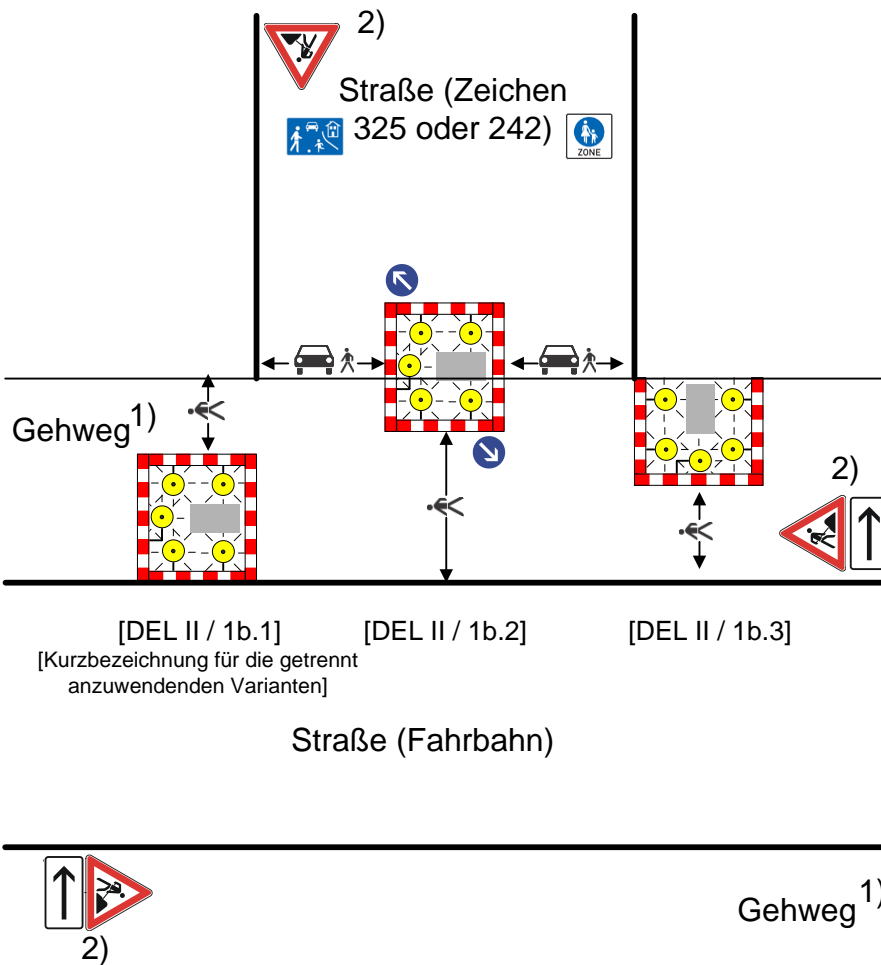 2)
Straße (Zeichen
325 oder 242)
ZONE
Gehweg1)
2)
[DEL II / 1b.1]
[DEL II / 1b.2]
[DEL II / 1b.3]
[Kurzbezeichnung für die getrennt
anzuwendenden Varianten]
Straße (Fahrbahn)
Gehweg1)
2)